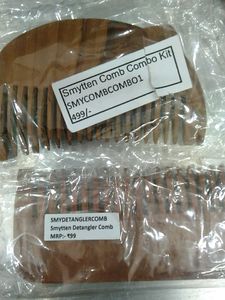 Smytten Comb Combo Kit
SMYCOMBCOMBO1
499/-
SMYDETANGLERCOMB
Smytten Detangler Comb
MRP:- ₹99